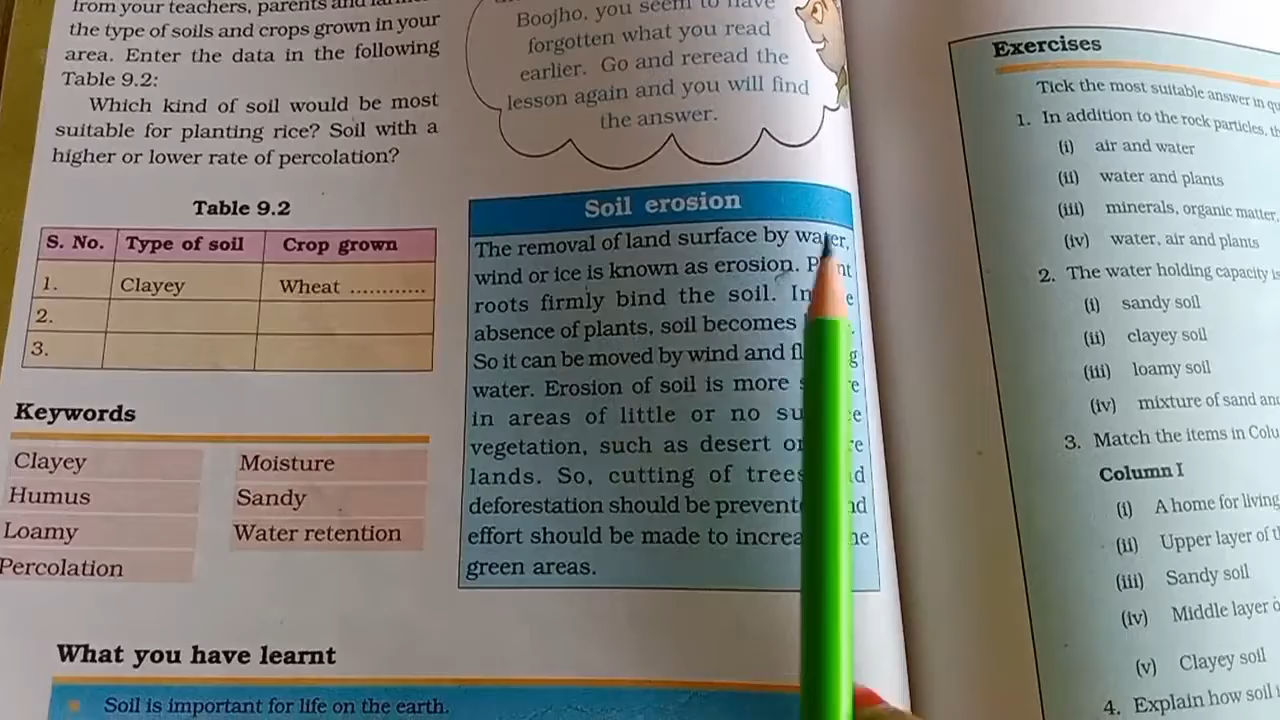 from your teachers, parents and
the type of soils and crops grown in your
area. Enter the data in the following
Table 9.2:
Which kind of soil would be most
suitable for planting rice? Soil with a
higher or lower rate of percolation?
Table 9.2
S. No. Type of soil Crop grown
1. Clayey Wheat ............
2.
3.
Keywords
Clayey Moisture
Humus Sandy
Loamy Water retention
Percolation
Boojho, you seem to have
forgotten what you read
earlier. Go and reread the
lesson again and you will find
the answer.
Soil erosion
The removal of land surface by water,
wind or ice is known as erosion.
roots firmly bind the soil.
absence of plants, soil becomes
So it can be moved by wind and
water. Erosion of soil is more
in areas of little or no
vegetation, such as desert or
lands. So, cutting of trees
deforestation should be
effort should be made to
green areas.
What you have learnt
Soil is important for life on the earth.
Exercises
Tick the most suitable answer in
1. In addition to the rock particles,
(i) air and water
(ii) water and plants
(iii) minerals, organic matter,
(iv) water, air and plants
2. The water holding capacity is
(i) sandy soil
(ii) clayey soil
(iii) loamy soil
(iv) mixture of sand and
3. Match the items in
Column I
(i) A home for living
(ii) Upper layer of
(iii) Sandy soil
(iv) Middle layer
(v) Clayey soil
4. Explain how soil